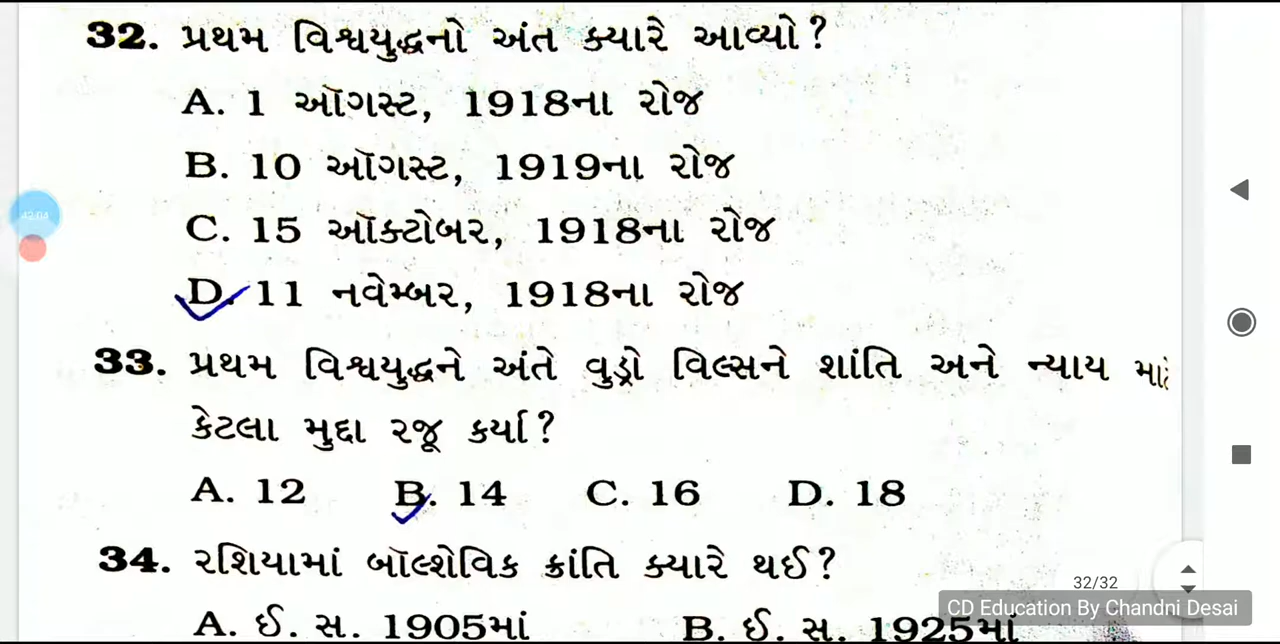 32. પ્રથમ વિશ્વયુદ્ધનો અંત ક્યારે આવ્યો?
A. 1 ઑગસ્ટ, 1918ના રોજ
B. 10 ઑગસ્ટ, 1919ના રોજ
42:04
C. 15 ઑક્ટોબર, 1918ના રોજ
D. 11 નવેમ્બર, 1918ના રોજ
33. પ્રથમ વિશ્વયુદ્ધને અંતે વુડ્રો વિલ્સને શાંતિ અને ન્યાય માટે
કેટલા મુદ્દા રજૂ કર્યા?
A. 12 B. 14 C. 16 D. 18
34. રશિયામાં બૉલ્શેવિક ક્રાંતિ ક્યારે થઈ?
32/32
CD Education By Chandni Desai
A. ઈ. સ. 1905માં B. ઈ. સ. 1925માં